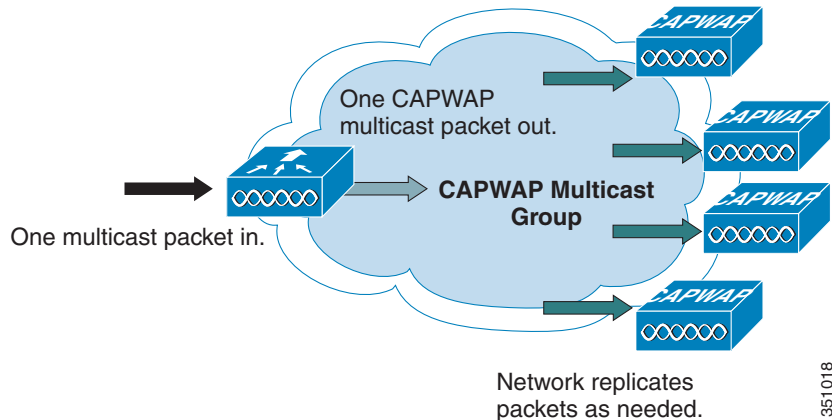 CAPWAP
One CAPWAP
multicast packet out.
CAPWAP
CAPWAP Multicast
Group
CAPWAP
One multicast packet in.
CAPWAP
Network replicates
packets as needed.
351018